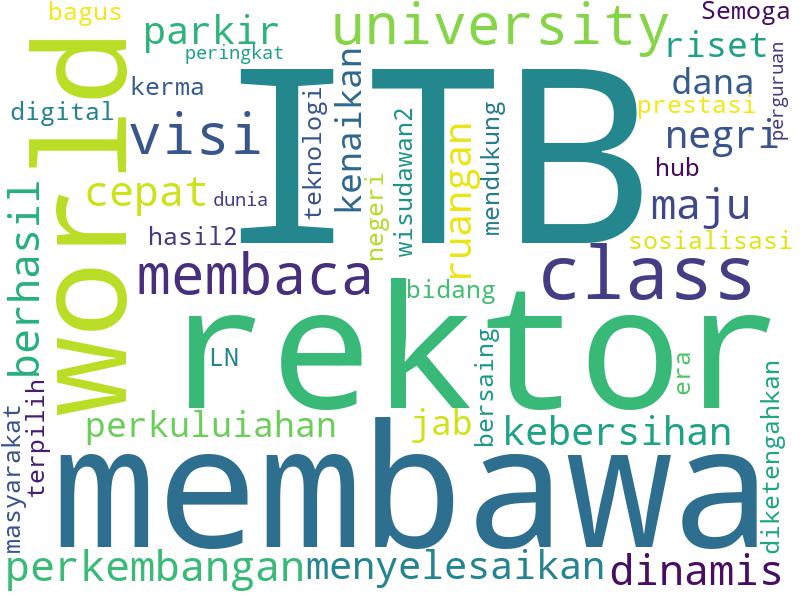 bagus
Semoga
parkir
university
peringkat
riset
kerma
dana
digital
prestasi
perguruan
world
ITB
visi
teknologi
kenaikan
wisudawan2
ruangan
mendukung
negri
hub
cepat
dunia
negeri
maju
hasil2
sosialisasi
berhasil
membaca
bidang
class
rektor
LN
bersaing
era
diketengahkan
masyarakat
terpilih
perkuluiahan
jab
kebersihan
membawa
perkembangan
menyelesaikan
dinamis